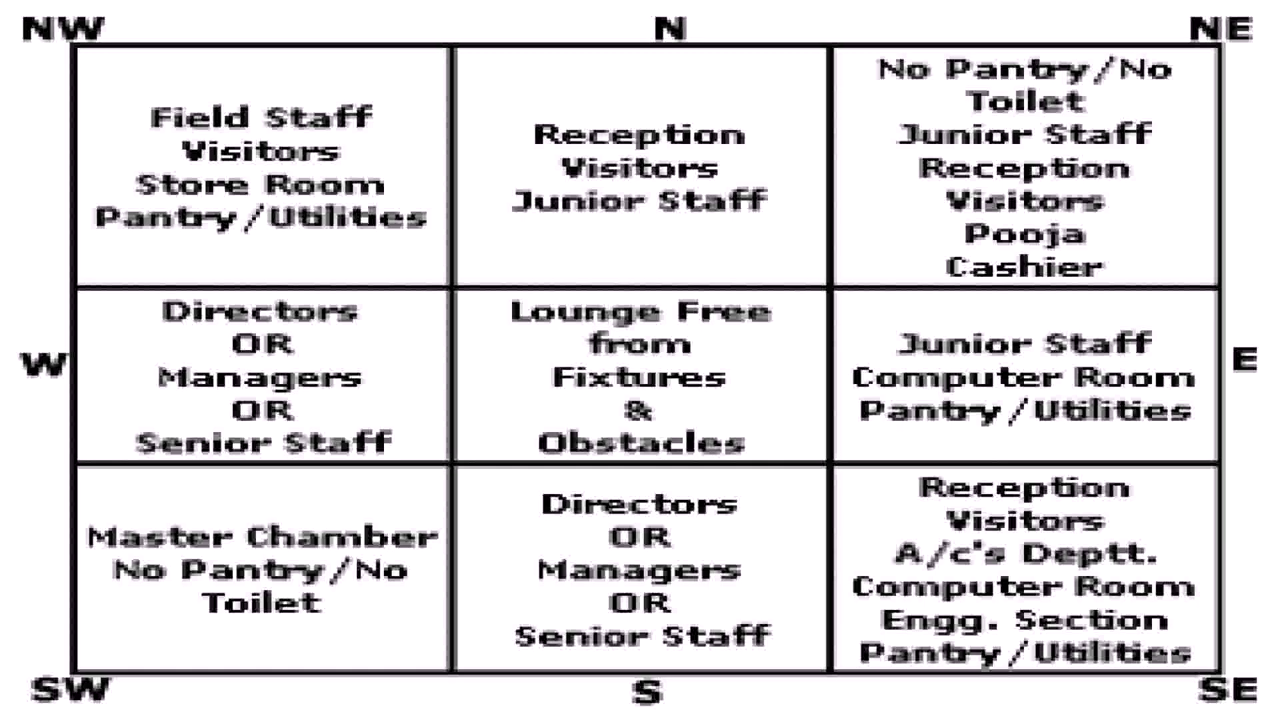 NW
N
NE
Field Staff
Visitors
Store Room
Pantry/Utilities
Reception
Visitors
Junior Staff
No Pantry/No
Toilet
Junior Staff
Reception
Visitors
Pooja
Cashier
W
Directors
OR
Managers
OR
Senior Staff
Lounge Free
from
Fixtures
&
Obstacles
Junior Staff
Computer Room
Pantry/Utilities
E
Master Chamber
No Pantry/No
Toilet
Directors
OR
Managers
OR
Senior Staff
Reception
Visitors
A/c's Deptt.
Computer Room
Engg. Section
Pantry/Utilities
SW
S
SE